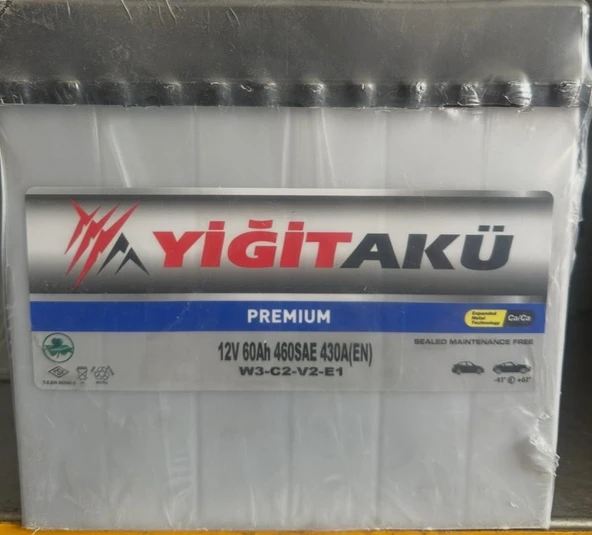 YİĞİTAKÜ
PREMIUM
Expanded
Metal
Technology
Ca/Ca
12V 60Ah 460SAE 430A(EN)
W3-C2-V2-E1
SEALED MAINTENANCE FREE